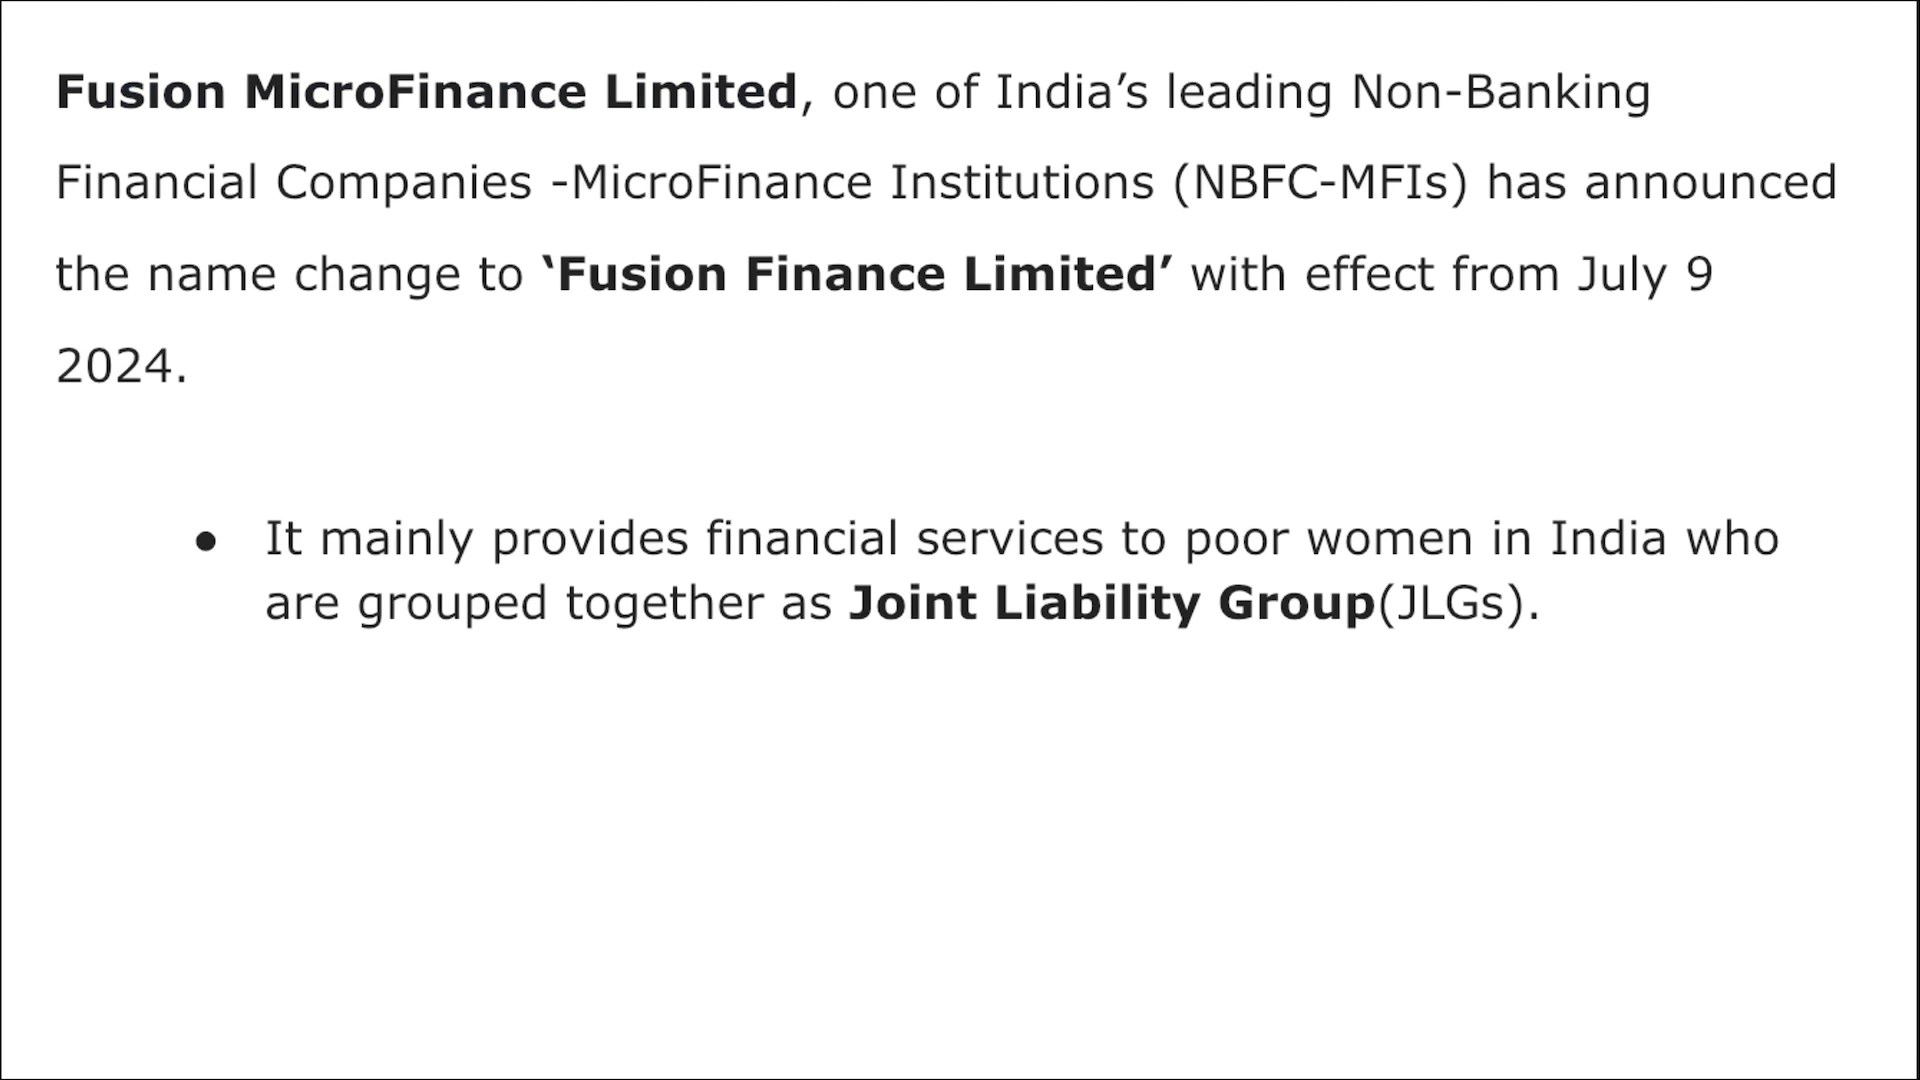 Fusion MicroFinance Limited, one of India’s leading Non-Banking
Financial Companies -MicroFinance Institutions (NBFC-MFIs) has announced
the name change to ‘Fusion Finance Limited’ with effect from July 9
2024.
● It mainly provides financial services to poor women in India who
are grouped together as Joint Liability Group(JLGs).